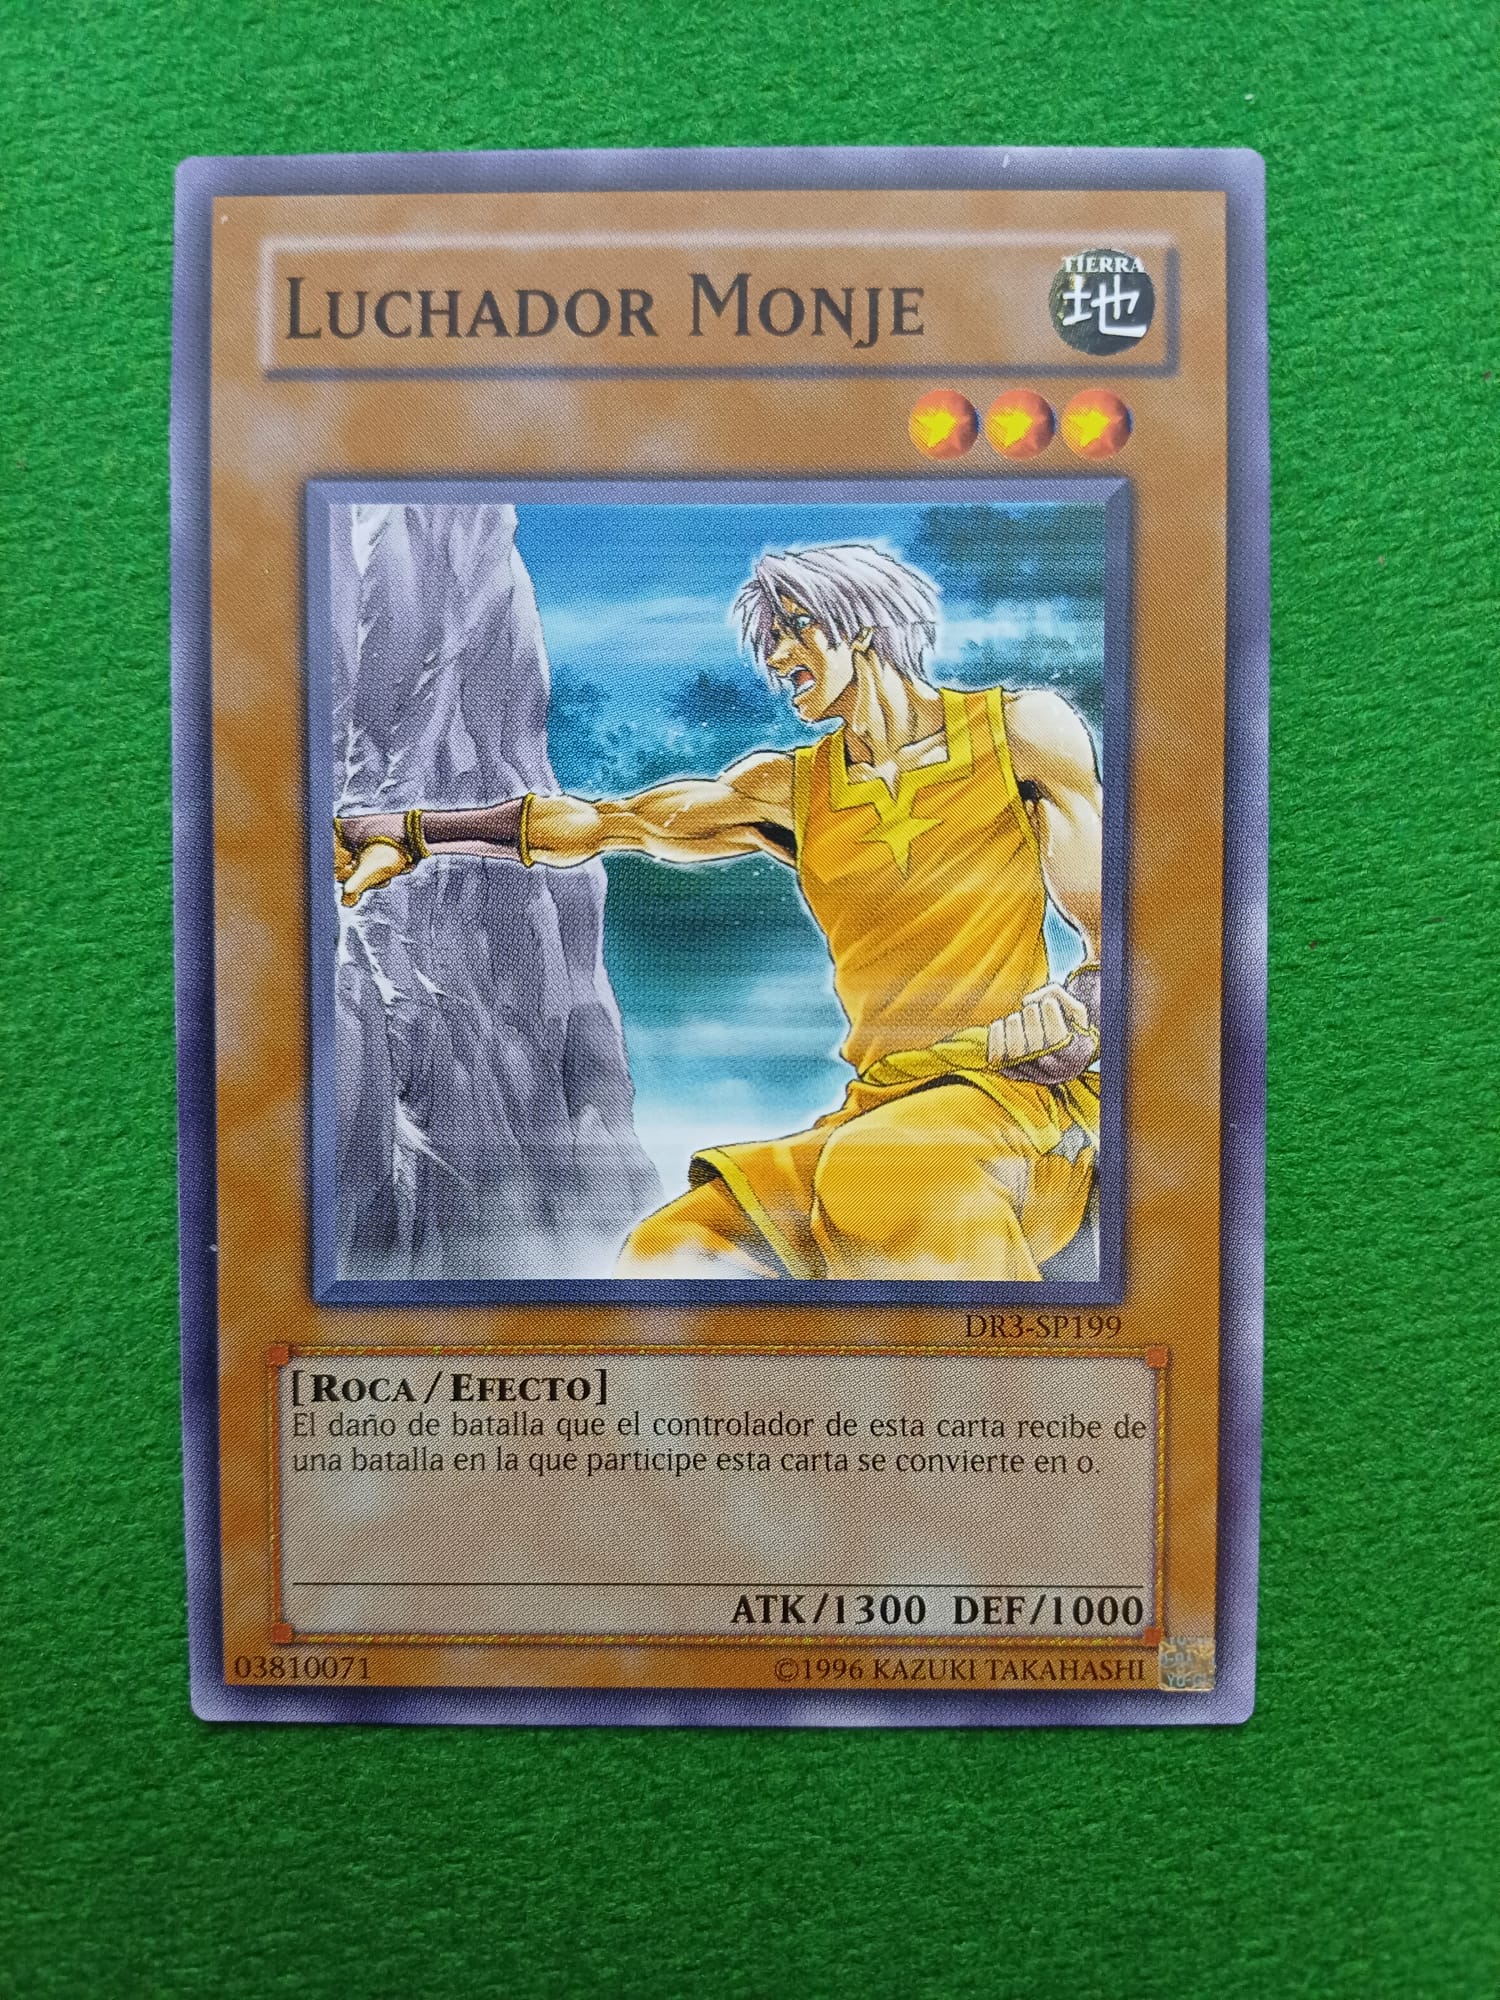 LUCHADOR MONJE
TIERRA
地
DR3-SP199
[ROCA/EFECTO]
El daño de batalla que el controlador de esta carta recibe de
una batalla en la que participe esta carta se convierte en 0.
ATK/1300 DEF/1000
03810071
©1996 KAZUKI TAKAHASHI